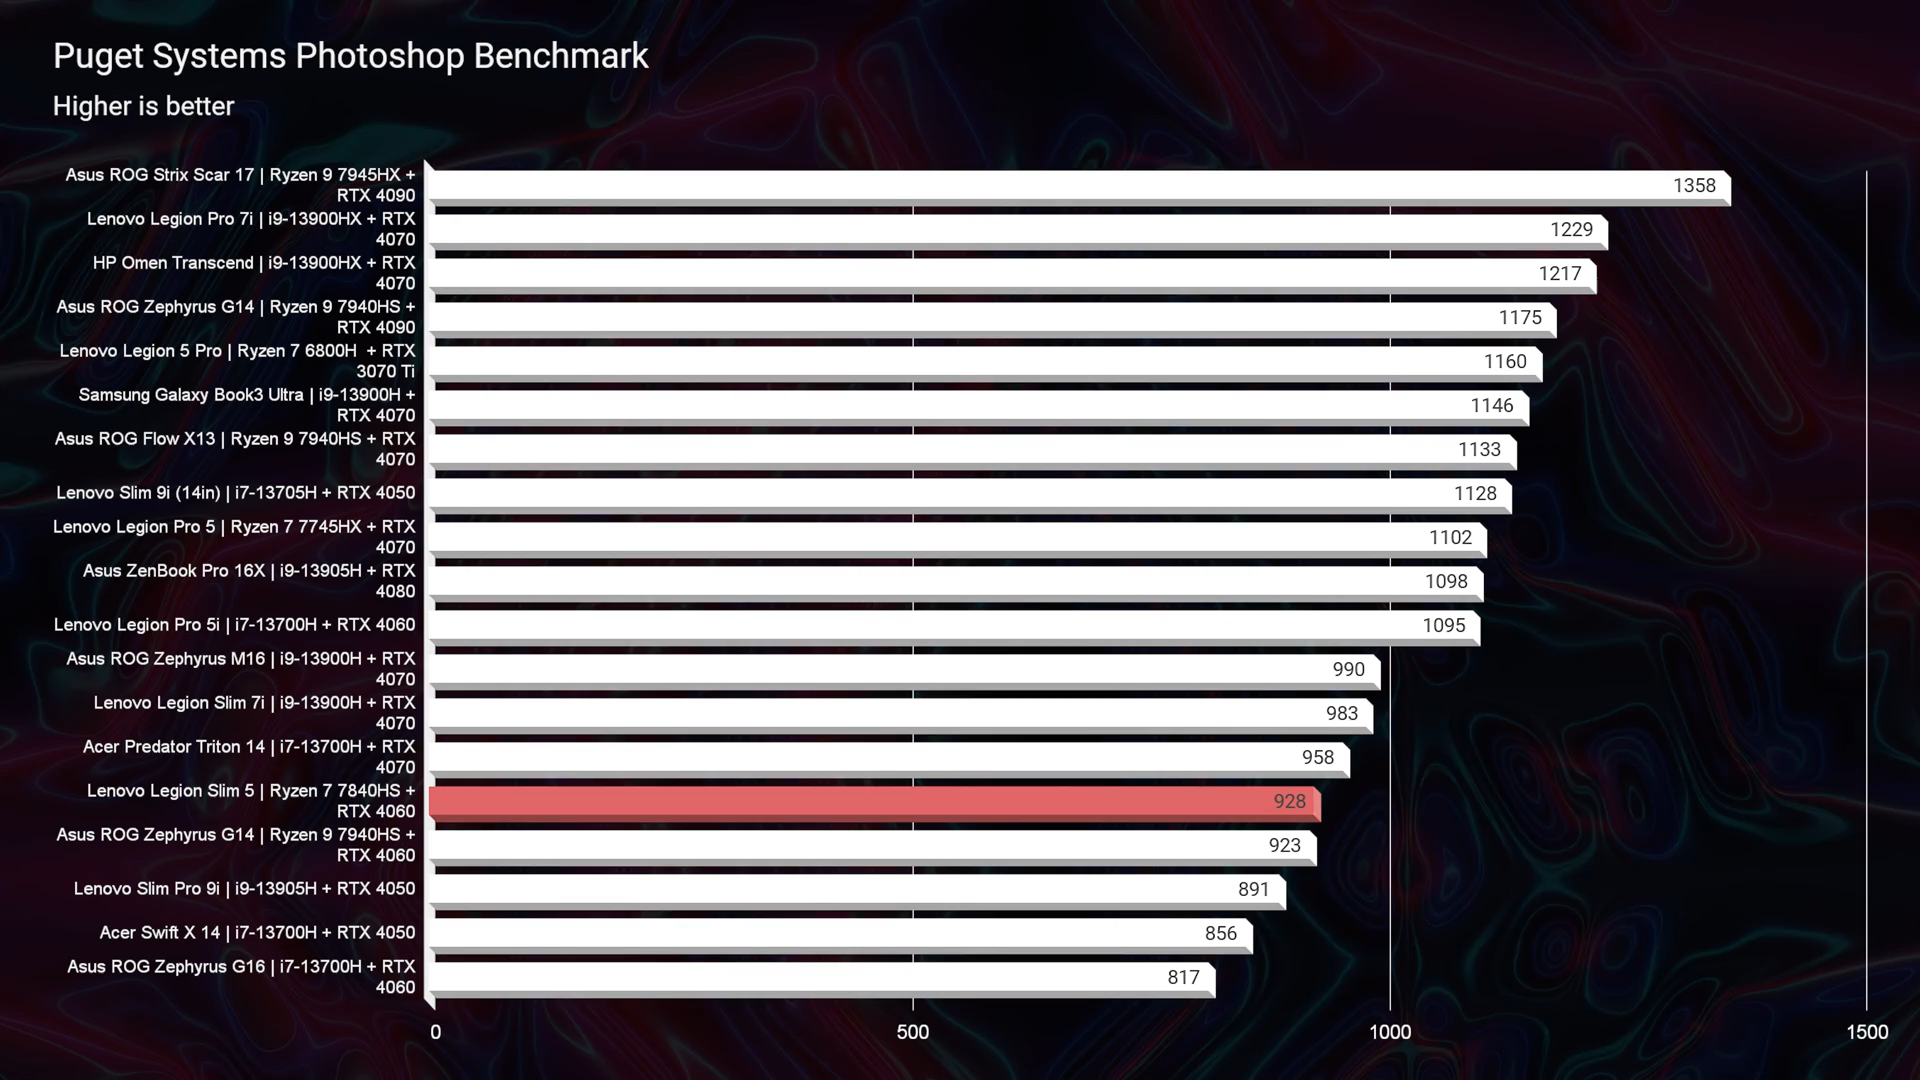 Puget Systems Photoshop Benchmark
Higher is better
Asus ROG Strix Scar 17 | Ryzen 9 7945HX +
RTX 4090
1358
Lenovo Legion Pro 7i | i9-13900HX + RTX
4070
1229
HP Omen Transcend | i9-13900HX + RTX
4070
1217
Asus ROG Zephyrus G14 | Ryzen 9 7940HS +
RTX 4090
1175
Lenovo Legion 5 Pro | Ryzen 7 6800H  + RTX
3070 Ti
1160
Samsung Galaxy Book3 Ultra | i9-13900H +
RTX 4070
1146
Asus ROG Flow X13 | Ryzen 9 7940HS + RTX
4070
1133
Lenovo Slim 9i (14in) | i7-13705H + RTX 4050
1128
Lenovo Legion Pro 5 | Ryzen 7 7745HX + RTX
4070
1102
Asus ZenBook Pro 16X | i9-13905H + RTX
4080
1098
Lenovo Legion Pro 5i | i7-13700H + RTX 4060
1095
Asus ROG Zephyrus M16 | i9-13900H + RTX
4070
990
Lenovo Legion Slim 7i | i9-13900H + RTX
4070
983
Acer Predator Triton 14 | i7-13700H + RTX
4070
958
Lenovo Legion Slim 5 | Ryzen 7 7840HS +
RTX 4060
928
Asus ROG Zephyrus G14 | Ryzen 9 7940HS +
RTX 4060
923
Lenovo Slim Pro 9i | i9-13905H + RTX 4050
891
Acer Swift X 14 | i7-13700H + RTX 4050
856
Asus ROG Zephyrus G16 | i7-13700H + RTX
4060
817
0 500 1000 1500